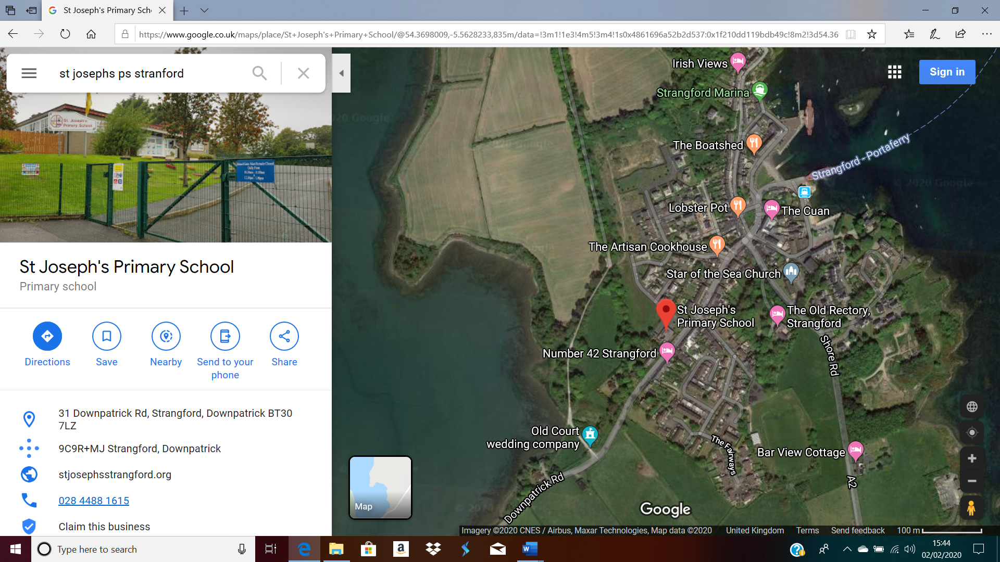 St Joseph's Primary Sch
https://www.google.co.uk/maps/place/St+Joseph's+Primary+School/@54.3698009,-5.5628233,835m/data=!3m1!1e3!4m5!3m4!1s0x4861696a52b2d537:0x1f210dd119bdb49c!8m2!3d54.36
st josephs ps stranford
St. Joseph's
Primary School
St Joseph's Primary School
Primary school
Directions
Save
Nearby
Send to your
phone
Share
31 Downpatrick Rd, Strangford, Downpatrick BT30
7LZ
9C9R+MJ Strangford, Downpatrick
stjosephsstrangford.org
028 4488 1615
Claim this business
Sign in
Irish Views
Strangford Marina
The Boatshed
Strangford - Portaferry
Lobster Pot
The Cuan
The Artisan Cookhouse
Star of the Sea Church
St Joseph's
Primary School
The Old Rectory,
Strangford
Number 42 Strangford
Shore Rd
Old Court
wedding company
The Fairways
Bar View Cottage
A2
Downpatrick Rd
Map
Google
Imagery ©2020 CNES / Airbus, Maxar Technologies, Map data ©2020
United Kingdom
Terms
Send feedback
100 m
Type here to search
15:44
02/02/2020